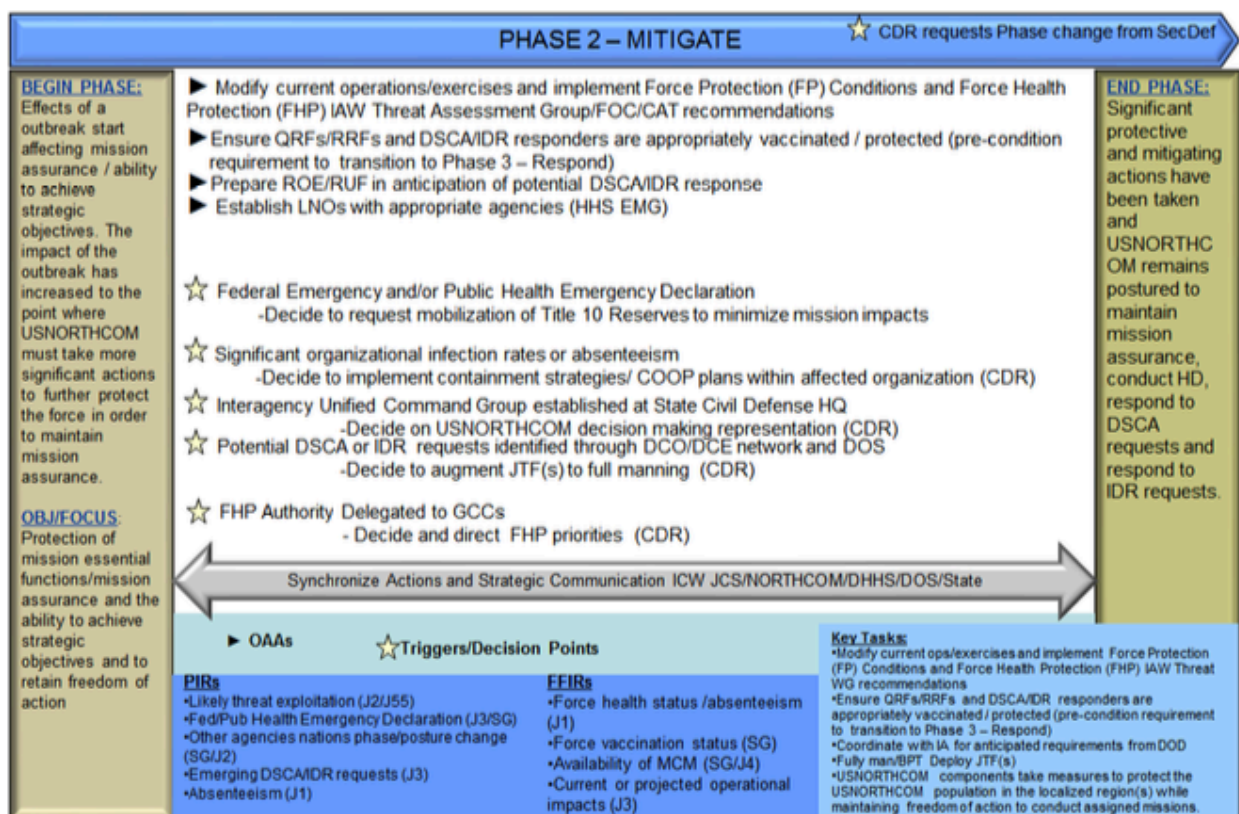 PHASE 2 – MITIGATE
CDR requests Phase change from SecDef
BEGIN PHASE:
Effects of a
outbreak start
affecting mission
assurance / ability
to achieve
strategic
objectives. The
impact of the
outbreak has
increased to the
point where
USNORTHCOM
must take more
significant actions
to further protect
the force in order
to maintain
mission
assurance.
OBJ/FOCUS:
Protection of
mission essential
functions/mission
assurance and the
ability to achieve
strategic
objectives and to
retain freedom of
action
► Modify current operations/exercises and implement Force Protection (FP) Conditions and Force Health
Protection (FHP) IAW Threat Assessment Group/FOC/CAT recommendations
► Ensure QRFs/RRFs and DSCA/IDR responders are appropriately vaccinated / protected (pre-condition
requirement to transition to Phase 3 – Respond)
► Prepare ROE/RUF in anticipation of potential DSCA/IDR response
► Establish LNOs with appropriate agencies (HHS EMG)
Federal Emergency and/or Public Health Emergency Declaration
-Decide to request mobilization of Title 10 Reserves to minimize mission impacts
Significant organizational infection rates or absenteeism
-Decide to implement containment strategies/ COOP plans within affected organization (CDR)
Interagency Unified Command Group established at State Civil Defense HQ
-Decide on USNORTHCOM decision making representation (CDR)
Potential DSCA or IDR requests identified through DCO/DCE network and DOS
-Decide to augment JTF(s) to full manning (CDR)
FHP Authority Delegated to GCCs
- Decide and direct FHP priorities (CDR)
Synchronize Actions and Strategic Communication ICW JCS/NORTHCOM/DHHS/DOS/State
END PHASE:
Significant
protective
and mitigating
actions have
been taken
and
USNORTHC
OM remains
postured to
maintain
mission
assurance,
conduct HD,
respond to
DSCA
requests and
respond to
IDR requests.
► OAAs
Triggers/Decision Points
PIRs
•Likely threat exploitation (J2/J55)
•Fed/Pub Health Emergency Declaration (J3/SG)
•Other agencies nations phase/posture change
(SG/J2)
•Emerging DSCA/IDR requests (J3)
•Absenteeism (J1)
FFIRs
•Force health status /absenteeism
(J1)
•Force vaccination status (SG)
•Availability of MCM (SG/J4)
•Current or projected operational
impacts (J3)
Key Tasks:
•Modify current ops/exercises and implement Force Protection
(FP) Conditions and Force Health Protection (FHP) IAW Threat
WG recommendations
•Ensure QRFs/RRFs and DSCA/IDR responders are
appropriately vaccinated / protected (pre-condition requirement
to transition to Phase 3 – Respond)
•Coordinate with IA for anticipated requirements from DOD
•Fully man/BPT Deploy JTF(s)
•USNORTHCOM components take measures to protect the
USNORTHCOM population in the localized region(s) while
maintaining freedom of action to conduct assigned missions.